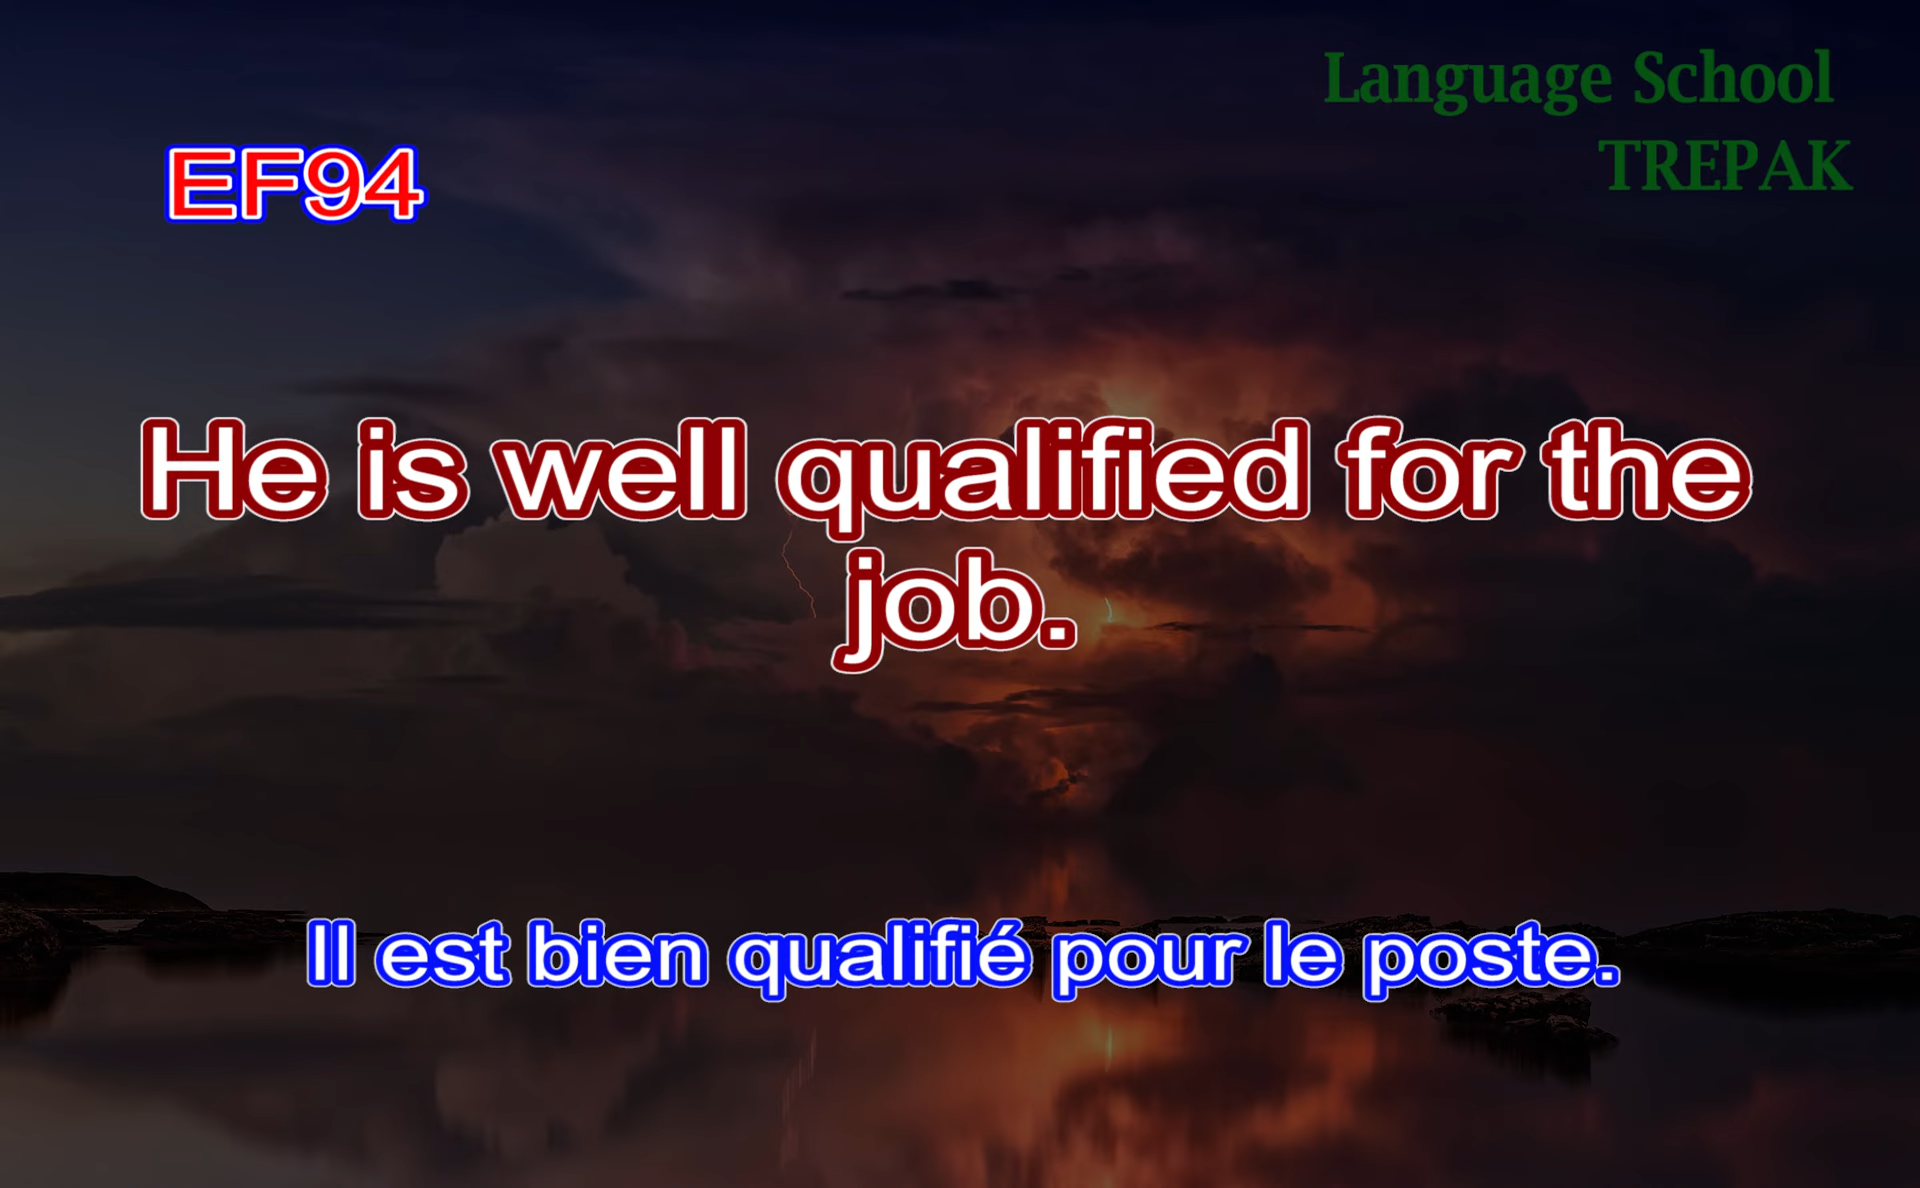 Language School
TREPAK
EF94
He is well qualified for the
job.
Il est bien qualifié pour le poste.